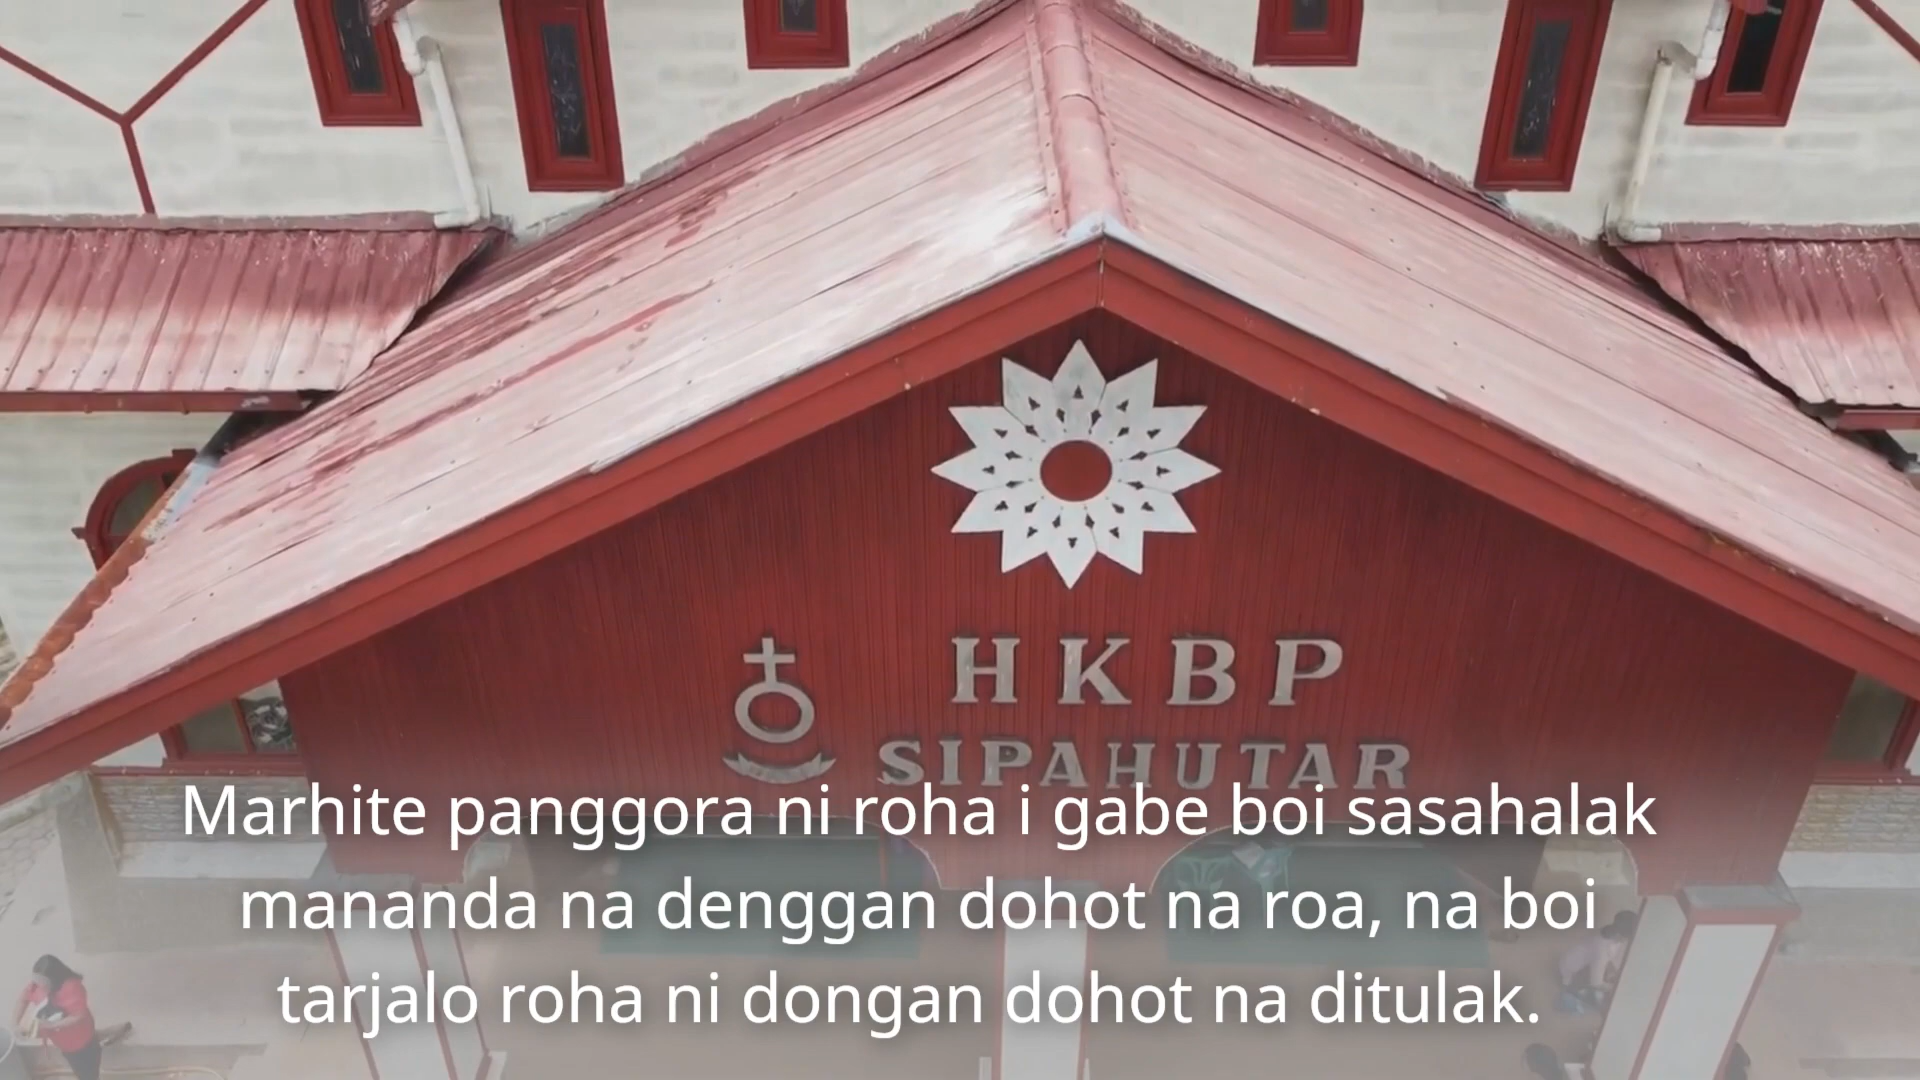 HKBP
SIPAHUTAR
Marhite panggora ni roha i gabe boi sasahalak
mananda na denggan dohot na roa, na boi
tarjalo roha ni dongan dohot na ditulak.